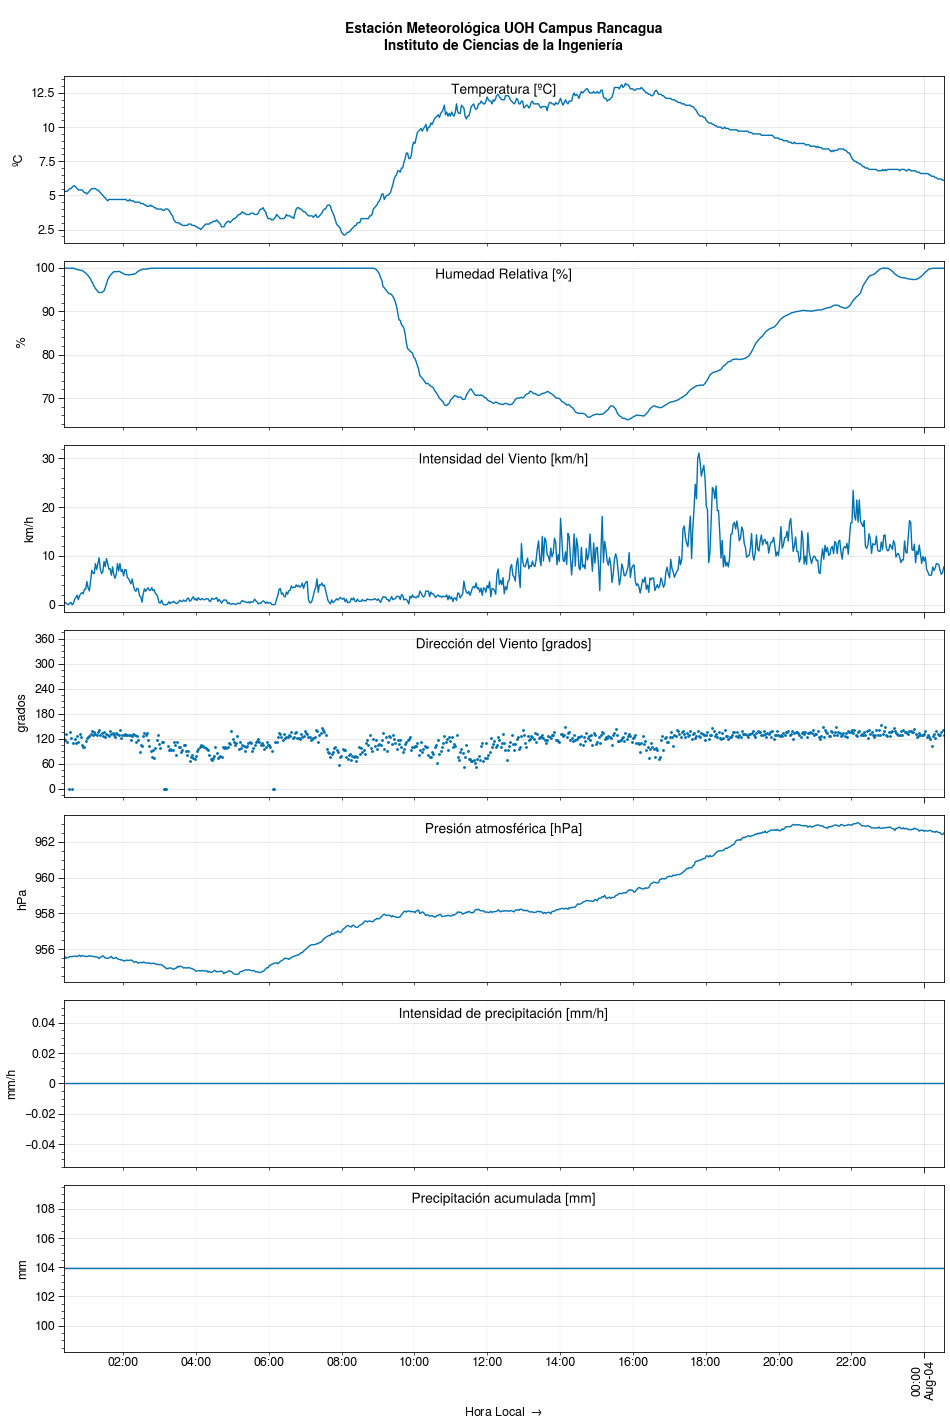 Estación Meteorológica UOH Campus Rancagua
Instituto de Ciencias de la Ingeniería
Temperatura [ºC]
12.5
10
7.5
5
2.5
ºC
Humedad Relativa [%]
100
90
80
70
%
Intensidad del Viento [km/h]
30
20
10
0
km/h
Dirección del Viento [grados]
360
300
240
180
120
60
0
grados
Presión atmosférica [hPa]
962
960
958
956
hPa
Intensidad de precipitación [mm/h]
0.04
0.02
0
−0.02
−0.04
mm/h
Precipitación acumulada [mm]
108
106
104
102
100
mm
02:00 04:00 06:00 08:00 10:00 12:00 14:00 16:00 18:00 20:00 22:00
00:00
Aug-04
Hora Local →